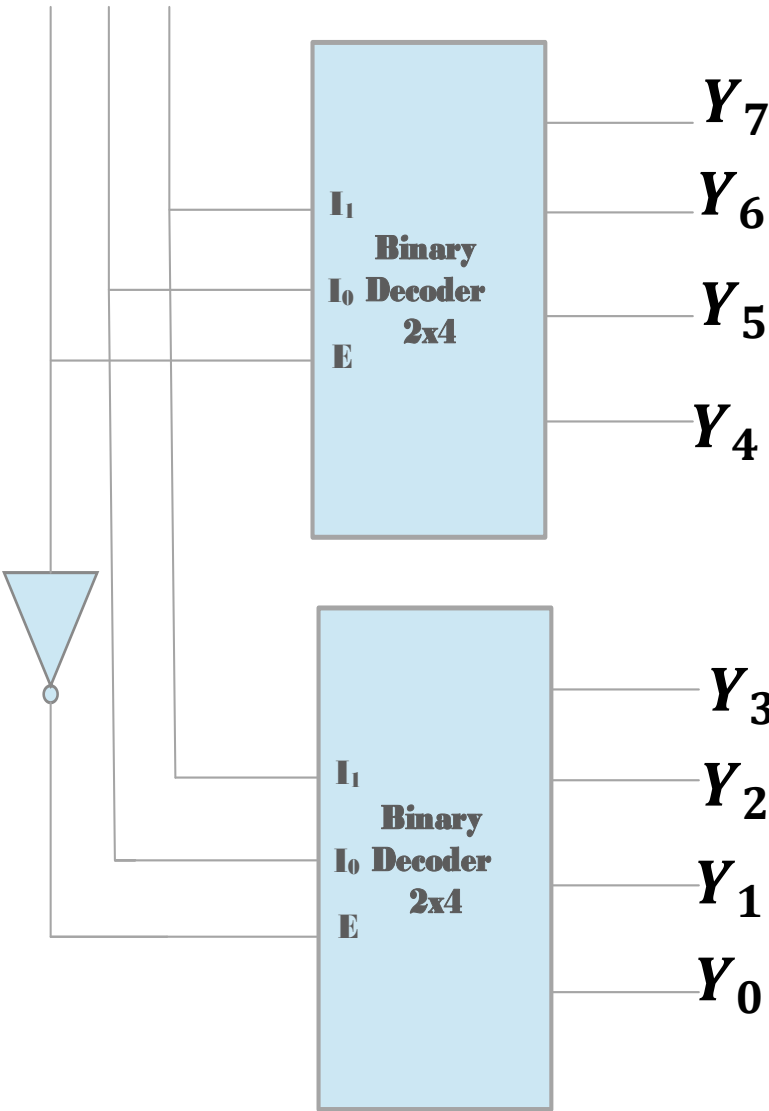 Y₇
Y₆
I₁
Binary
I₀ Decoder
2x4
Y₅
E
Y₄
Y₃
Y₂
I₁
Binary
I₀ Decoder
2x4
Y₁
E
Y₀